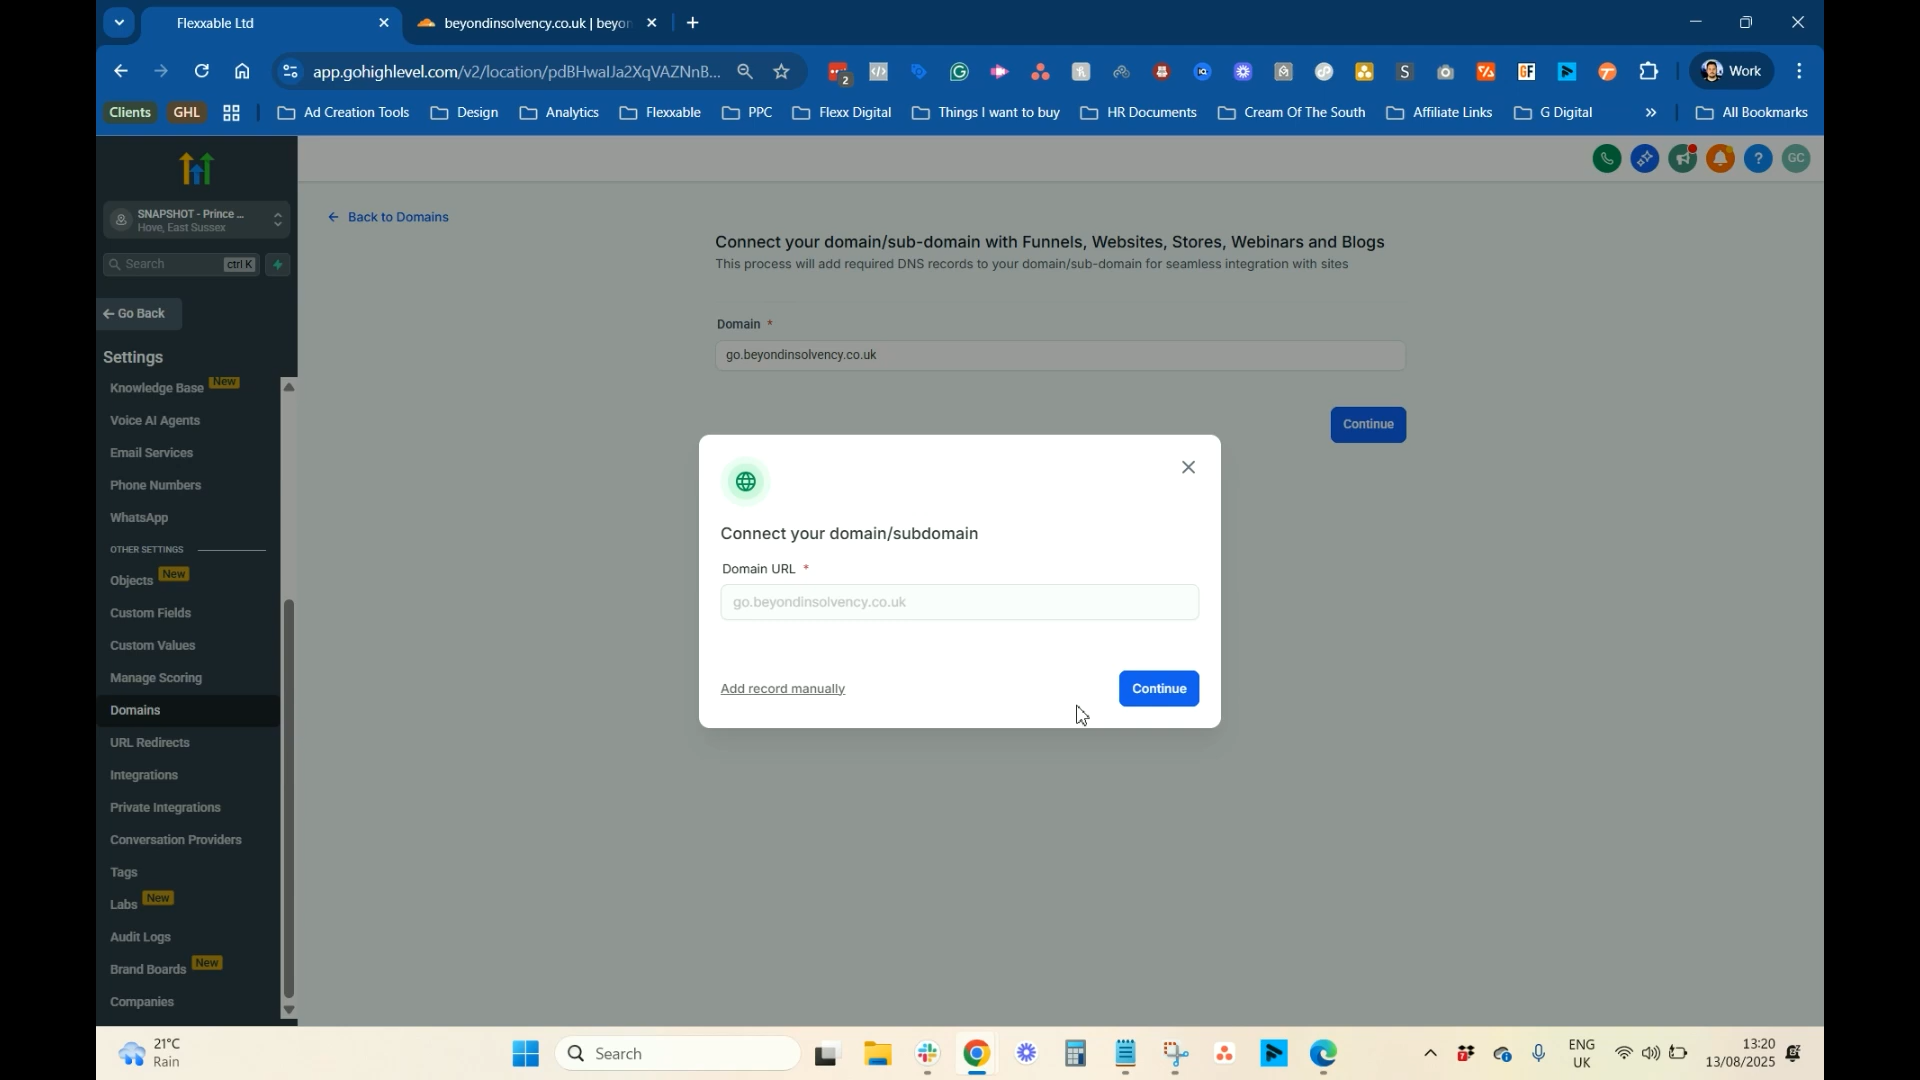 Flexxable Ltd
beyondinsolvency.co.uk | beyon
app.gohighlevel.com/v2/location/pdBHwalJa2XqVAZNnB...
2
S
GF
Work
Clients
GHL
Ad Creation Tools
Design
Analytics
Flexxable
PPC
Flexx Digital
Things I want to buy
HR Documents
Cream Of The South
Affiliate Links
G Digital
All Bookmarks
GC
SNAPSHOT - Prince ...
Hove, East Sussex
Search
ctrl K
Go Back
Settings
Knowledge Base New
Voice AI Agents
Email Services
Phone Numbers
WhatsApp
OTHER SETTINGS
Objects New
Custom Fields
Custom Values
Manage Scoring
Domains
URL Redirects
Integrations
Private Integrations
Conversation Providers
Tags
Labs New
Audit Logs
Brand Boards New
Companies
Back to Domains
Connect your domain/sub-domain with Funnels, Websites, Stores, Webinars and Blogs
This process will add required DNS records to your domain/sub-domain for seamless integration with sites
Domain *
go.beyondinsolvency.co.uk
Continue
Connect your domain/subdomain
Domain URL *
go.beyondinsolvency.co.uk
Add record manually
Continue
21°C
Rain
Search
7
ENG
UK
13:20
13/08/2025